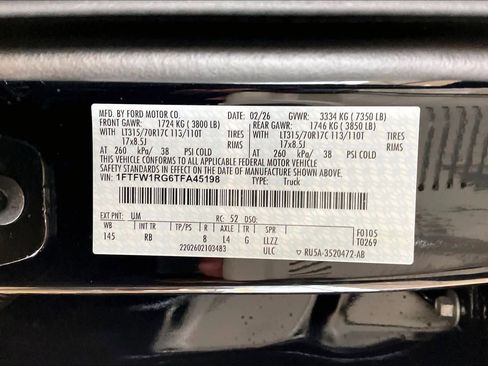 MFD. BY FORD MOTOR CO. DATE: 02/26 GVWR: 3334 KG ( 7350 LB)
FRONT GAWR: 1724 KG ( 3800 LB) REAR GAWR: 1746 KG ( 3850 LB)
LT315/70R17C 113/110T TIRES LT315/70R17C 113/110T TIRES
17x8.5J RIMS 17x8.5J RIMS
AT 260 kPa/ 38 PSI COLD AT 260 kPa/ 38 PSI COLD
THIS VEHICLE CONFORMS TO ALL APPLICABLE FEDERAL MOTOR VEHICLE
SAFETY STANDARDS IN EFFECT ON THE DATE OF MANUFACTURE SHOWN ABOVE.
VIN: 1FTFW1RG6TFA45198 TYPE: Truck
EXT PNT: UM RC: 52 DSO:
WB INT TR TP/PS R AXLE TR SPR F0105
145 RB 8 L4 G LLZZ T0269
2202602103483 ULC RU5A-3520472-AB